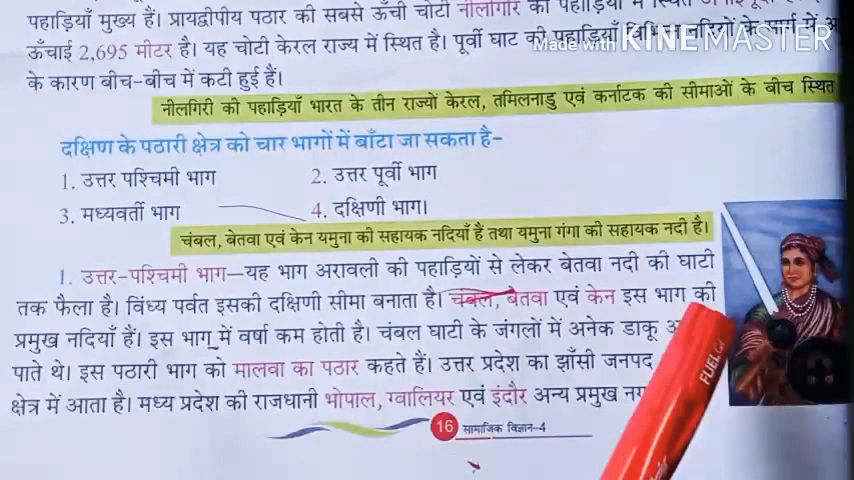 पहाड़ियाँ मुख्य हैं। प्रायद्वीपीय पठार की सबसे ऊँची चोटी नीलगिरि की पहाड़ियों में स्थित
ऊँचाई 2,695 मीटर है। यह चोटी केरल राज्य में स्थित है। पूर्वी घाट की पहाड़ियाँ विभिन्न नदियों के मार्ग में
Made with KINEMASTER
के कारण बीच-बीच में कटी हुई हैं।
नीलगिरी की पहाड़ियाँ भारत के तीन राज्यों केरल, तमिलनाडु एवं कर्नाटक की सीमाओं के बीच स्थित
दक्षिण के पठारी क्षेत्र को चार भागों में बाँटा जा सकता है-
1. उत्तर पश्चिमी भाग 2. उत्तर पूर्वी भाग
3. मध्यवर्ती भाग 4. दक्षिणी भाग।
चंबल, बेतवा एवं केन यमुना की सहायक नदियाँ हैं तथा यमुना गंगा की सहायक नदी है।
1. उत्तर-पश्चिमी भाग—यह भाग अरावली की पहाड़ियों से लेकर बेतवा नदी की घाटी
तक फैला है। विंध्य पर्वत इसकी दक्षिणी सीमा बनाता है। चंबल, बेतवा एवं केन इस भाग की
प्रमुख नदियाँ हैं। इस भाग में वर्षा कम होती है। चंबल घाटी के जंगलों में अनेक डाकू
पाते थे। इस पठारी भाग को मालवा का पठार कहते हैं। उत्तर प्रदेश का झाँसी जनपद
क्षेत्र में आता है। मध्य प्रदेश की राजधानी भोपाल, ग्वालियर एवं इंदौर अन्य प्रमुख
16 सामाजिक विज्ञान-4
FUEL